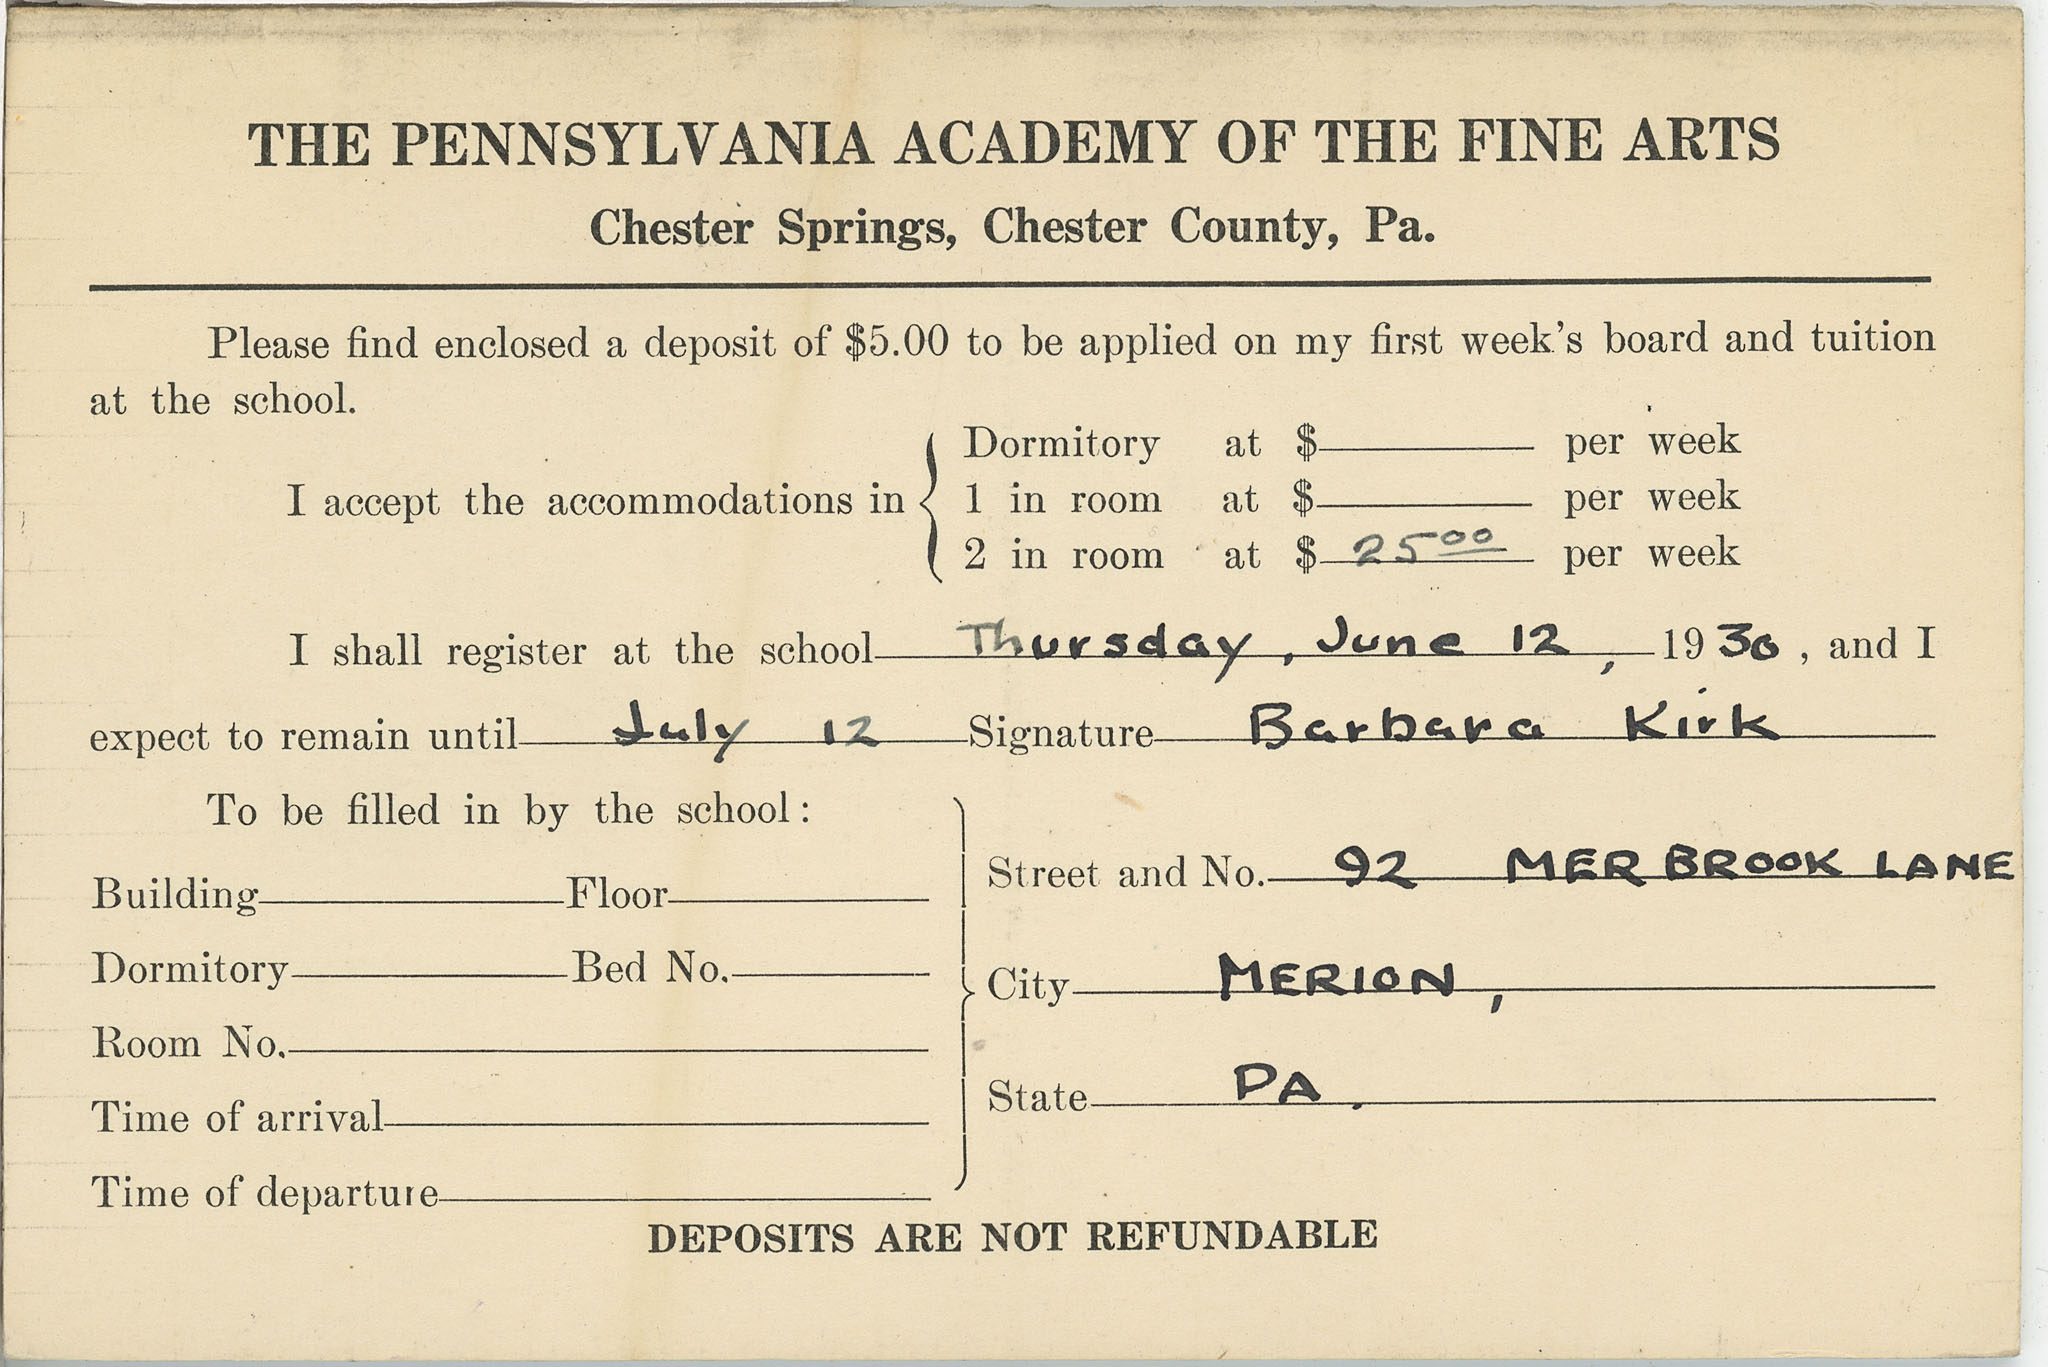 THE PENNSYLVANIA ACADEMY OF THE FINE ARTS
Chester Springs, Chester County, Pa.
Please find enclosed a deposit of $5.00 to be applied on my first week's board and tuition
at the school.
I accept the accommodations in
Dormitory at $ per week
1 in room at $ per week
2 in room at $ 25 00 per week
I shall register at the school Thursday, June 12, 1930, and I
expect to remain until July 12 Signature Barbara Kirk
To be filled in by the school:
Building Floor
Dormitory Bed No.
Room No.
Time of arrival
Time of departure
Street and No. 92 MERBROOK LANE
City MERION,
State PA.
DEPOSITS ARE NOT REFUNDABLE